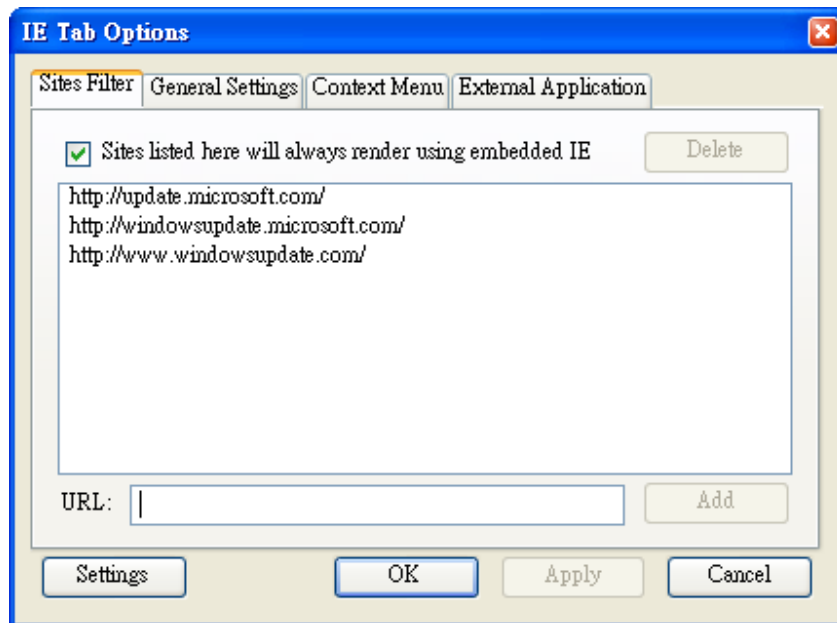 IE Tab Options
Sites Filter General Settings Context Menu External Application
Sites listed here will always render using embedded IE Delete
http://update.microsoft.com/
http://windowsupdate.microsoft.com/
http://www.windowsupdate.com/
URL: Add
Settings OK Apply Cancel